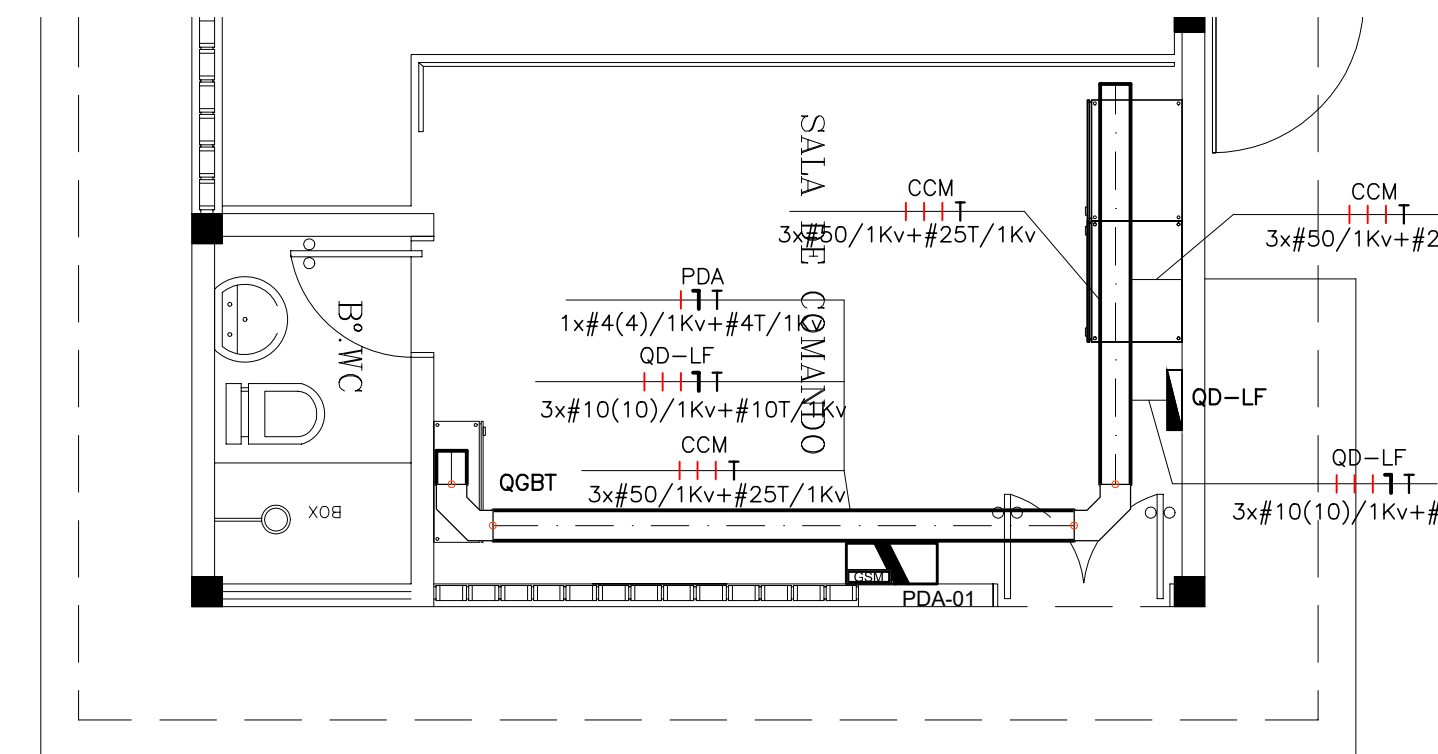 SALA DE COMANDO
CCM
3x#50/1Kv+#25T/1Kv
CCM
3x#50/1Kv+#2
PDA
1x#4(4)/1Kv+#4T/1Kv
QD-LF
3x#10(10)/1Kv+#10T/1Kv
CCM
3x#50/1Kv+#25T/1Kv
B°.WC
QD-LF
QGBT
QD-LF
3x#10(10)/1Kv+#
BOX
GSM
PDA-01